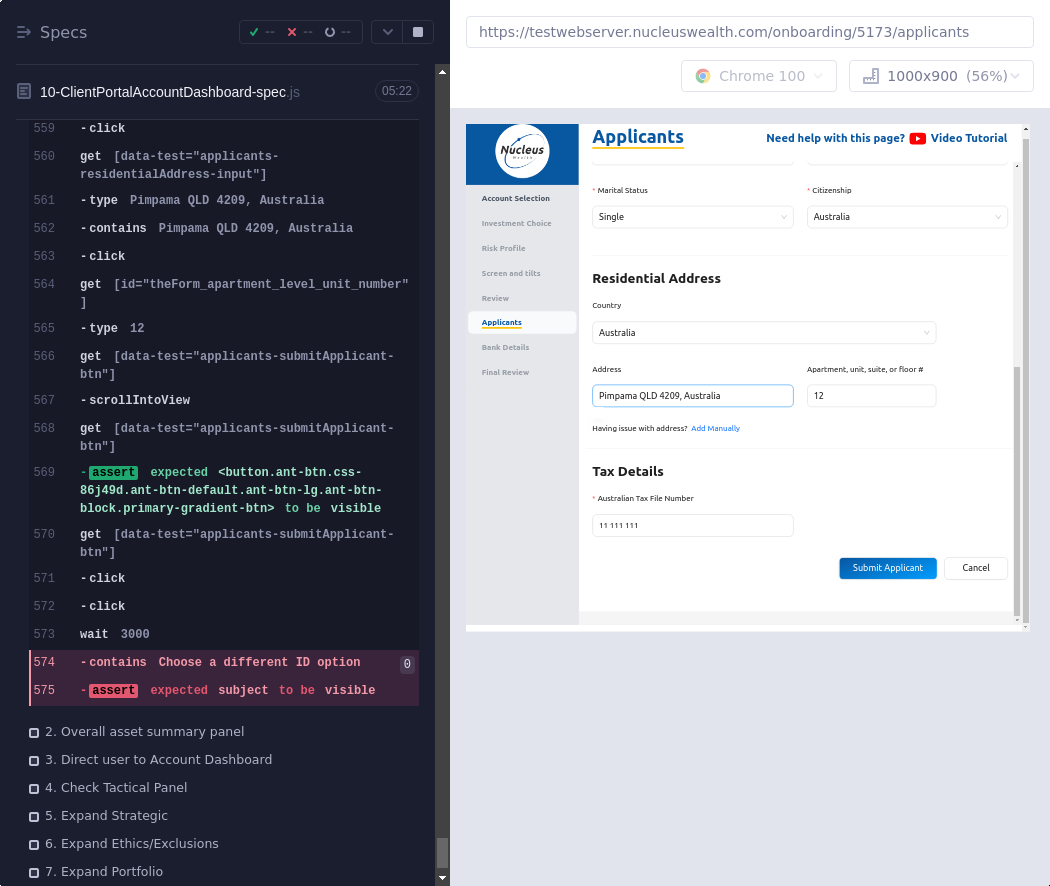 Specs
-- -- --
10-ClientPortalAccountDashboard-spec.js
05:22
559 -click
560 get [data-test="applicants-
residentialAddress-input"]
561 -type Pimpama QLD 4209, Australia
562 -contains Pimpama QLD 4209, Australia
563 -click
564 get [id="theForm_apartment_level_unit_number"
]
565 -type 12
566 get [data-test="applicants-submitApplicant-
btn"]
567 -scrollIntoView
568 get [data-test="applicants-submitApplicant-
btn"]
569 -assert expected <button.ant-btn.css-
86j49d.ant-btn-default.ant-btn-lg.ant-btn-
block.primary-gradient-btn> to be visible
570 get [data-test="applicants-submitApplicant-
btn"]
571 -click
572 -click
573 wait 3000
574 -contains Choose a different ID option 0
575 -assert expected subject to be visible
2. Overall asset summary panel
3. Direct user to Account Dashboard
4. Check Tactical Panel
5. Expand Strategic
6. Expand Ethics/Exclusions
7. Expand Portfolio
https://testwebserver.nucleuswealth.com/onboarding/5173/applicants
Chrome 100
1000x900 (56%)
Nucleus
Wealth
Account Selection
Investment Choice
Risk Profile
Screen and tilts
Review
Applicants
Bank Details
Final Review
Applicants
Need help with this page? Video Tutorial
* Marital Status
* Citizenship
Single
Australia
Residential Address
Country
Australia
Address
Apartment, unit, suite, or floor #
Pimpama QLD 4209, Australia
12
Having issue with address? Add Manually
Tax Details
* Australian Tax File Number
11 111 111
Submit Applicant
Cancel